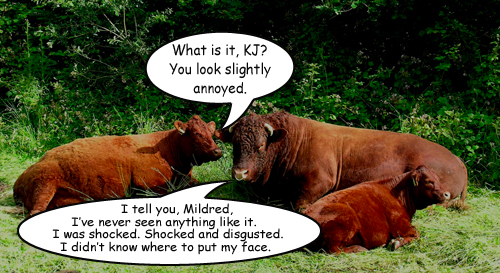 What is it, KJ?
You look slightly
annoyed.
I tell you, Mildred,
I've never seen anything like it.
I was shocked. Shocked and disgusted.
I didn't know where to put my face.